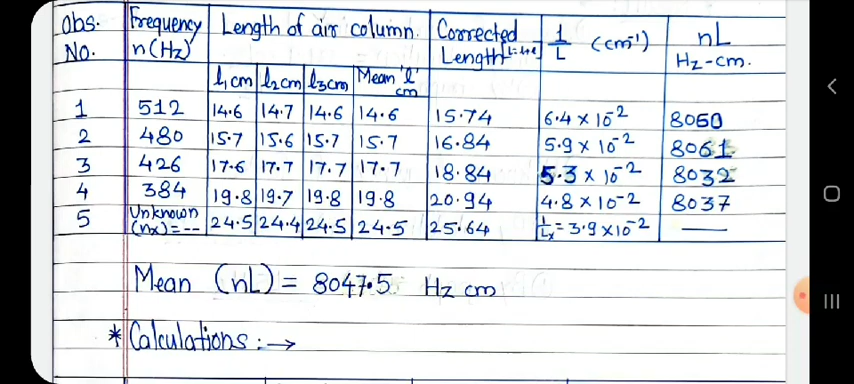 Obs. No. | Frequency n (Hz) | Length of air column. | Corrected Length [L=l+e] | 1/L (cm⁻¹) | nL Hz-cm.
l₁ cm | l₂ cm | l₃ cm | Mean 'l' cm
1 | 512 | 14.6 | 14.7 | 14.6 | 14.6 | 15.74 | 6.4 × 10⁻² | 8060
2 | 480 | 15.7 | 15.6 | 15.7 | 15.7 | 16.84 | 5.9 × 10⁻² | 8061
3 | 426 | 17.6 | 17.7 | 17.7 | 17.7 | 18.84 | 5.3 × 10⁻² | 8032
4 | 384 | 19.8 | 19.7 | 19.8 | 19.8 | 20.94 | 4.8 × 10⁻² | 8037
5 | Unknown (nx) = -- | 24.5 | 24.4 | 24.5 | 24.5 | 25.64 | 1/Lx = 3.9 × 10⁻² | —
Mean (nL) = 8047.5 Hz cm
* Calculations :→